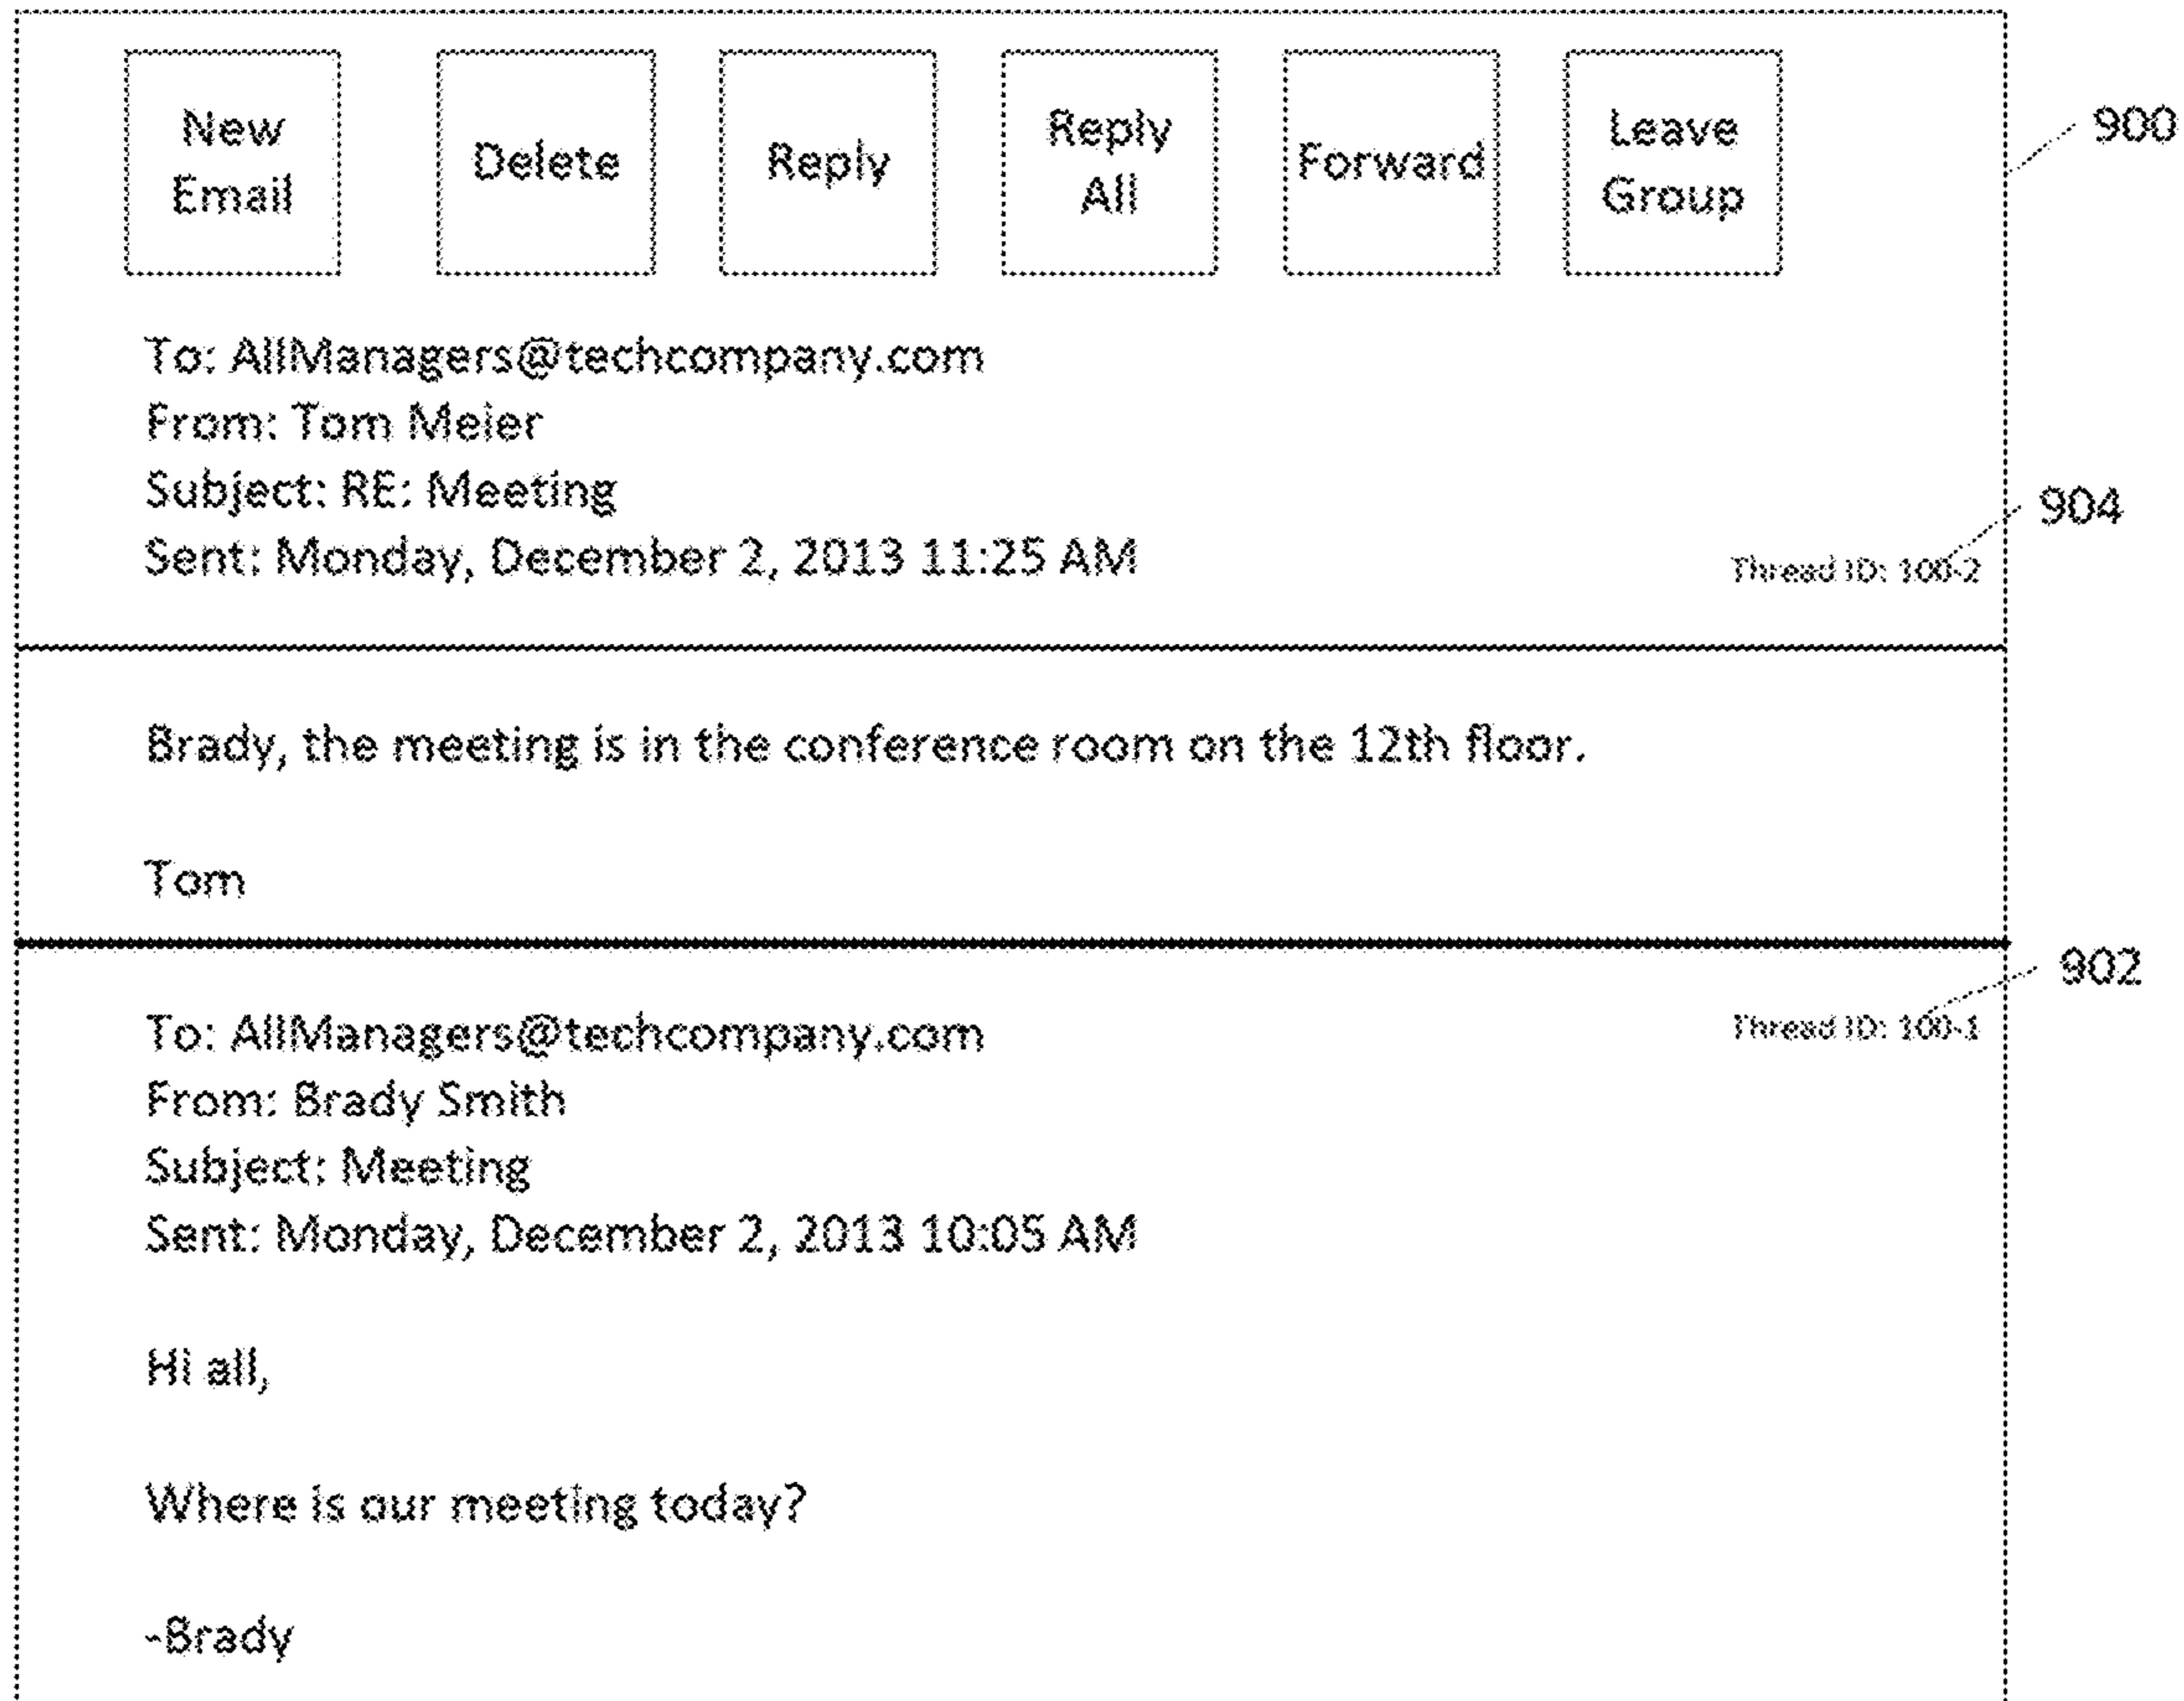 New
Email
Delete
Reply
Reply
All
Forward
Leave
Group
900
To: AllManagers@techcompany.com
From: Tom Meier
Subject: RE: Meeting
904
Sent: Monday, December 2, 2013 11:25 AM
Thread ID: 100-2
Brady, the meeting is in the conference room on the 12th floor.
Tom
902
To: AllManagers@techcompany.com
Thread ID: 100-1
From: Brady Smith
Subject: Meeting
Sent: Monday, December 2, 2013 10:05 AM
Hi all,
Where is our meeting today?
-Brady